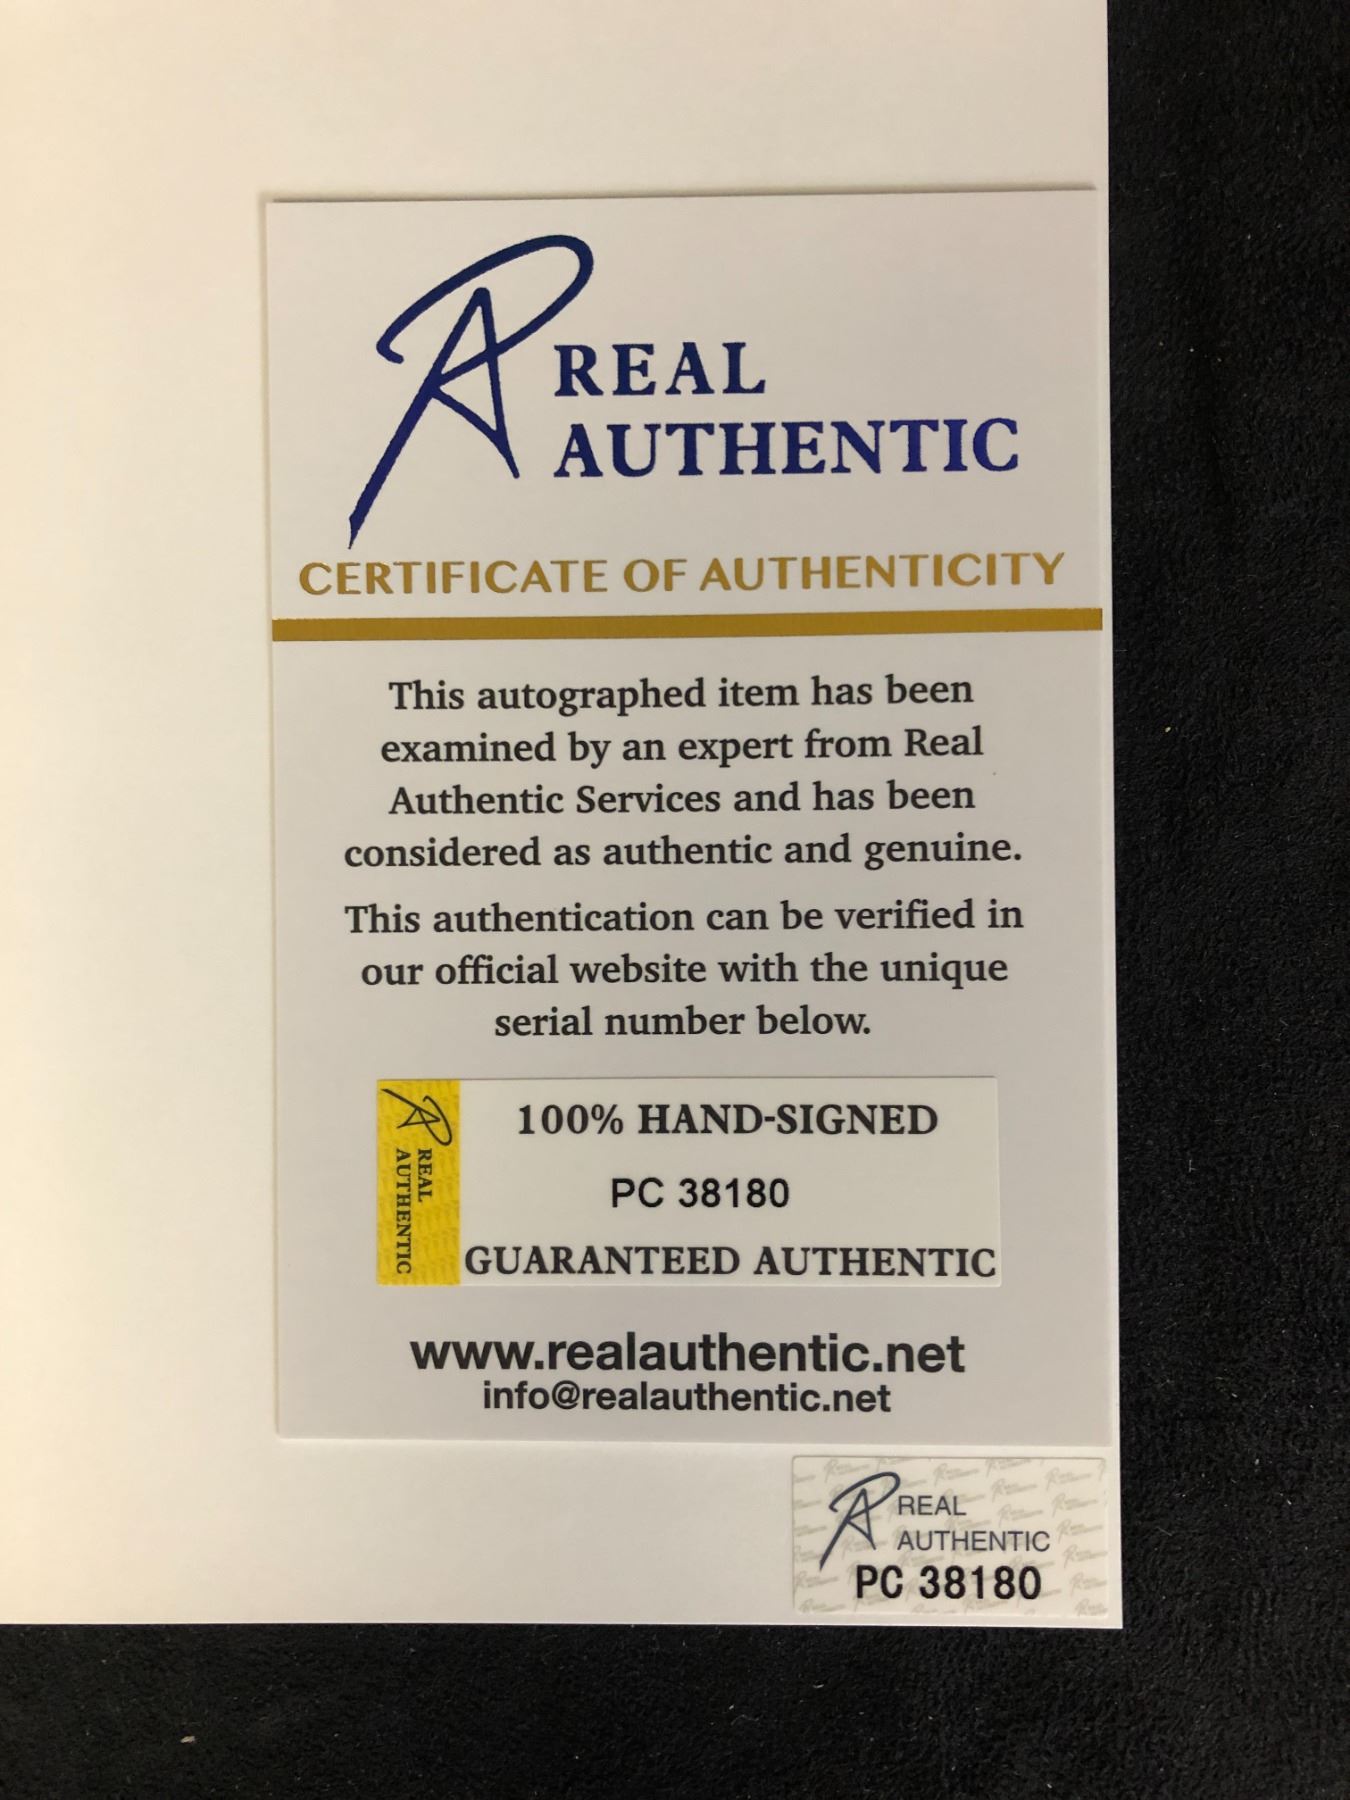 RA REAL
AUTHENTIC
CERTIFICATE OF AUTHENTICITY
This autographed item has been
examined by an expert from Real
Authentic Services and has been
considered as authentic and genuine.
This authentication can be verified in
our official website with the unique
serial number below.
RA REAL
AUTHENTIC
100% HAND-SIGNED
PC 38180
GUARANTEED AUTHENTIC
www.realauthentic.net
info@realauthentic.net
RA REAL
AUTHENTIC
PC 38180